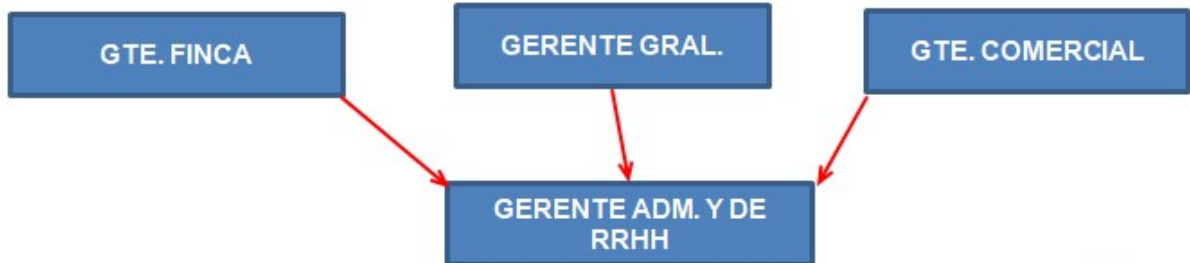 GTE. FINCA
GERENTE GRAL.
GTE. COMERCIAL
GERENTE ADM. Y DE
RRHH